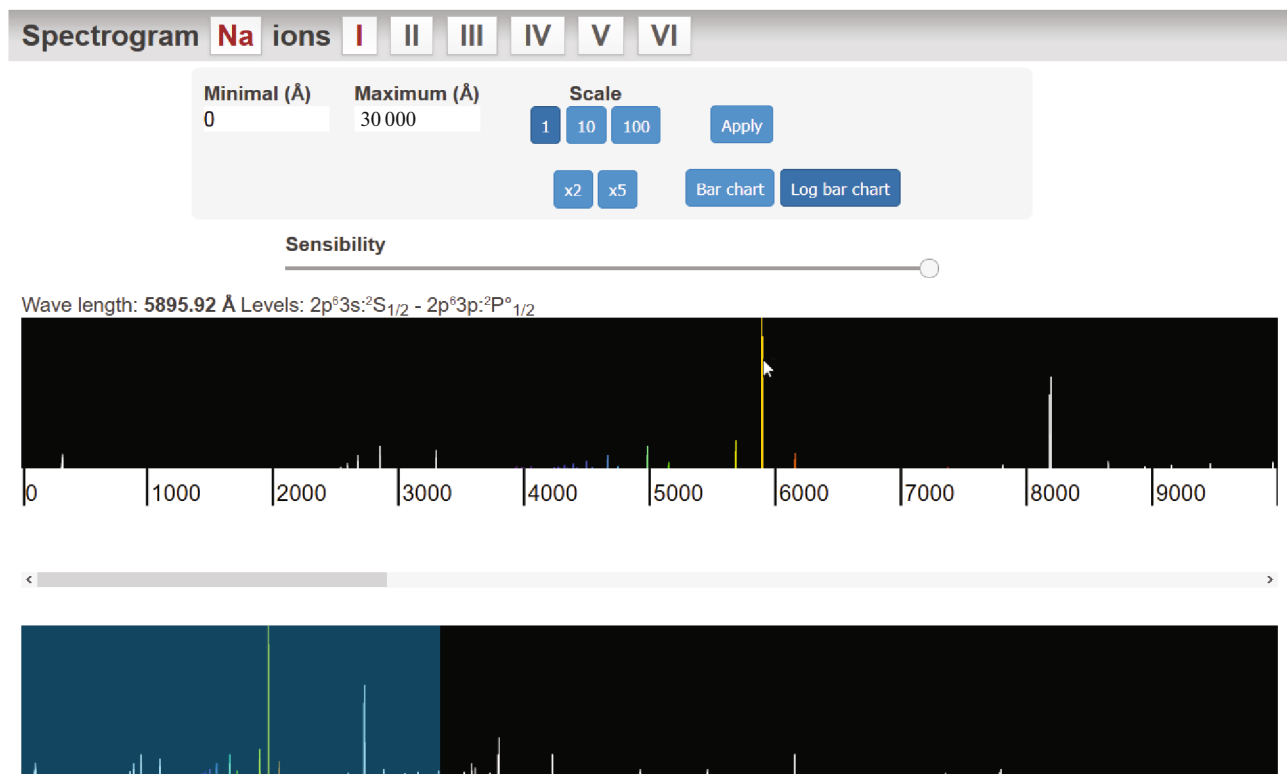 Spectrogram Na ions I II III IV V VI
Minimal (Å) Maximum (Å) Scale
0 30 000
1 10 100 Apply
x2 x5 Bar chart Log bar chart
Sensibility
Wave length: 5895.92 Å Levels: 2p⁶3s:²S₁/₂ - 2p⁶3p:²P°₁/₂
0 1000 2000 3000 4000 5000 6000 7000 8000 9000